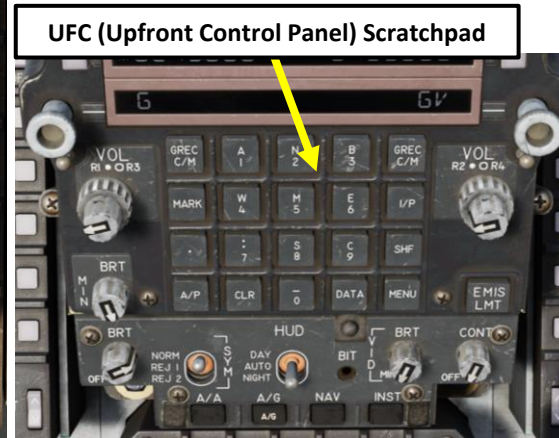 UFC (Upfront Control Panel) Scratchpad
G GV
VOL
R1 R3
GREC C/M
A 1
N 2
B 3
GREC C/M
VOL
R2 R4
MARK
W 4
M 5
E 6
I/P
.
: 7
S 8
C 9
SHF
BRT
MIN
A/P
CLR
- 0
DATA
MENU
EMIS LMT
BRT
OFF
NORM
REJ 1
REJ 2
SYM
HUD
DAY
AUTO
NIGHT
BIT
VID
BRT
MIN
CONT
OFF
A/A
A/G
NAV
INST
A/G